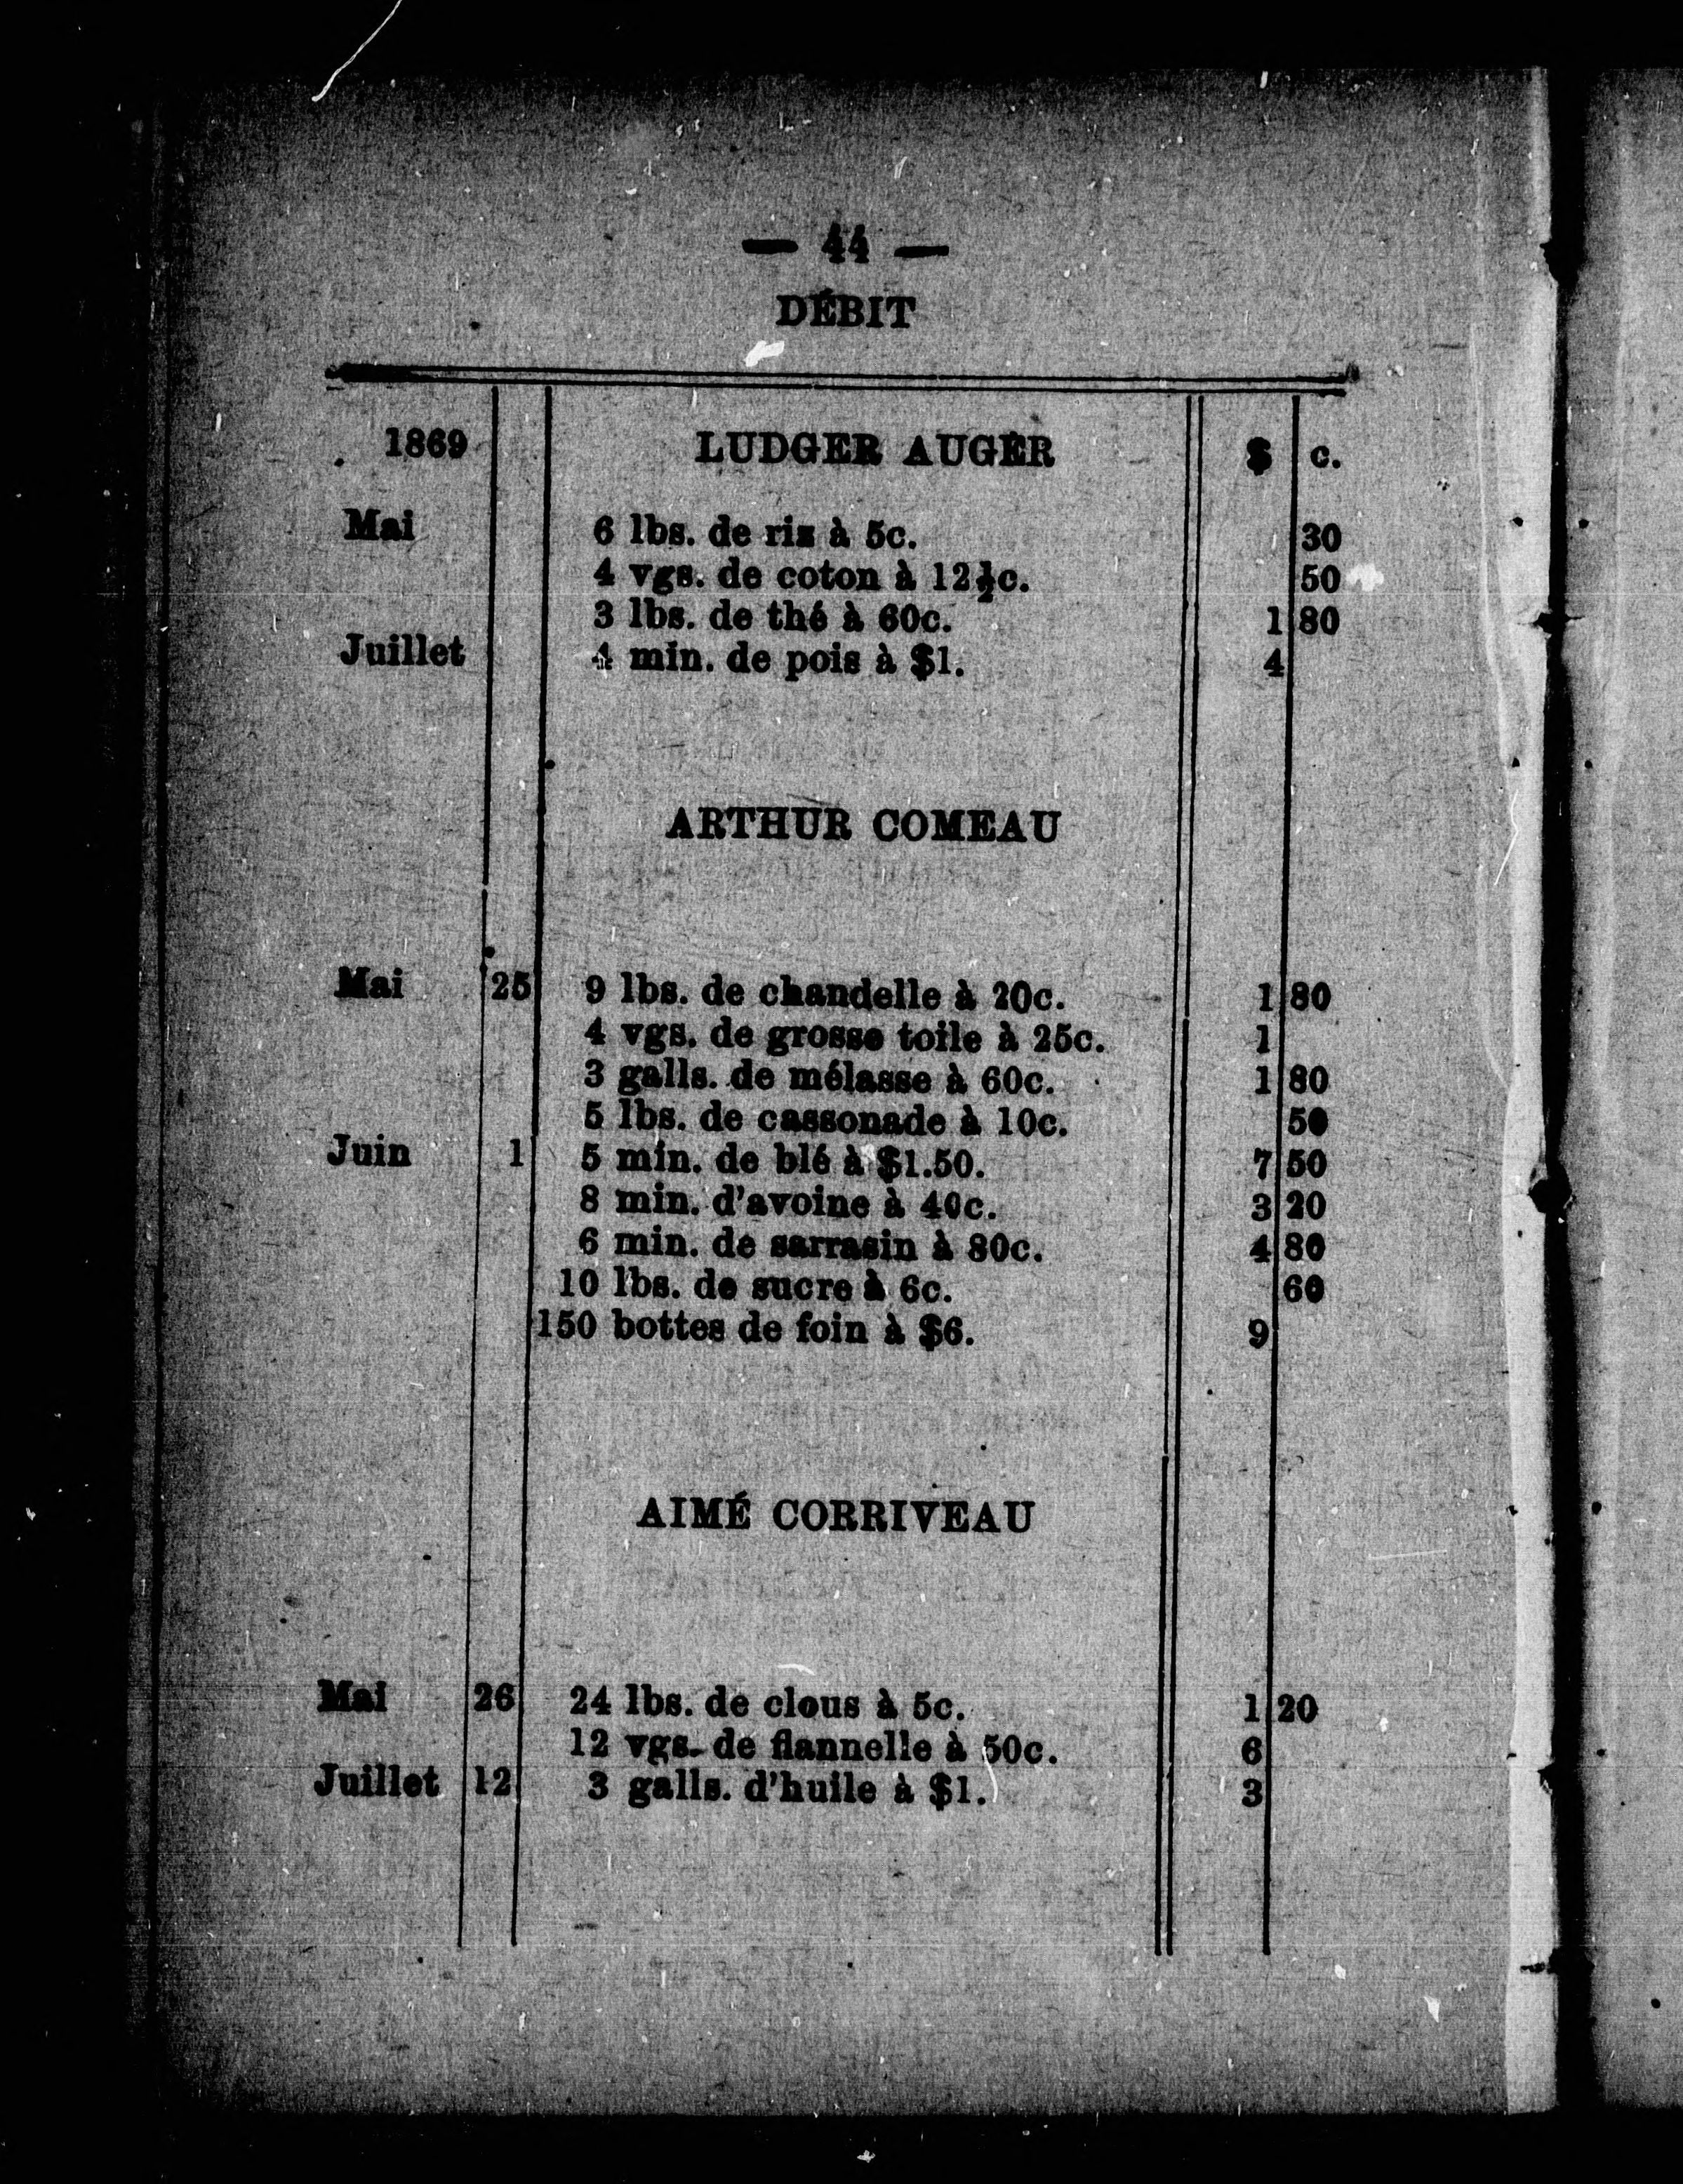 — 44 —
DÉBIT
1869 LUDGER AUGER $ c.
Mai 6 lbs. de riz à 5c. 30
4 vgs. de coton à 12½c. 50
3 lbs. de thé à 60c. 1 80
Juillet 4 min. de pois à $1. 4
ARTHUR COMEAU
Mai 25 9 lbs. de chandelle à 20c. 1 80
4 vgs. de grosse toile à 25c. 1
3 galls. de mélasse à 60c. 1 80
5 lbs. de cassonade à 10c. 50
Juin 1 5 min. de blé à $1.50. 7 50
8 min. d'avoine à 40c. 3 20
6 min. de sarrasin à 80c. 4 80
10 lbs. de sucre à 6c. 60
150 bottes de foin à $6. 9
AIMÉ CORRIVEAU
Mai 26 24 lbs. de clous à 5c. 1 20
12 vgs. de flannelle à 50c. 6
Juillet 12 3 galls. d'huile à $1. 3